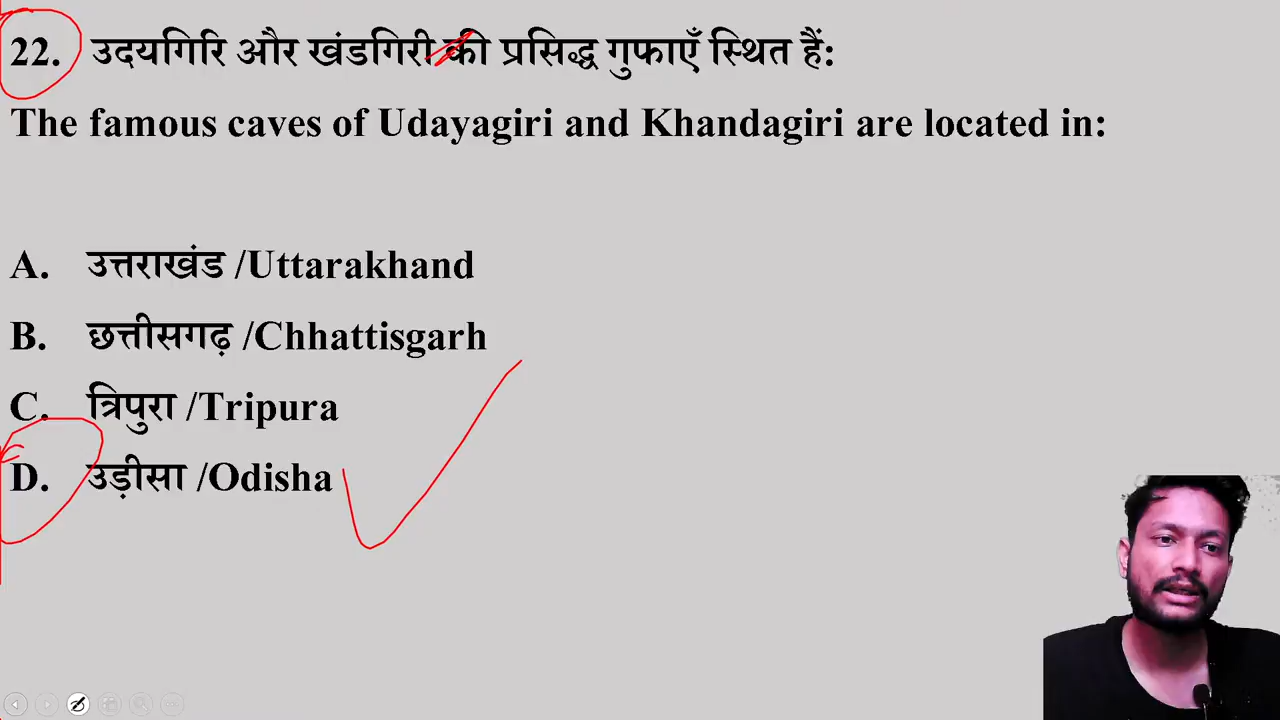 22. उदयगिरि और खंडगिरी की प्रसिद्ध गुफाएँ स्थित हैं:
The famous caves of Udayagiri and Khandagiri are located in:
A. उत्तराखंड /Uttarakhand
B. छत्तीसगढ़ /Chhattisgarh
C. त्रिपुरा /Tripura
D. उड़ीसा /Odisha